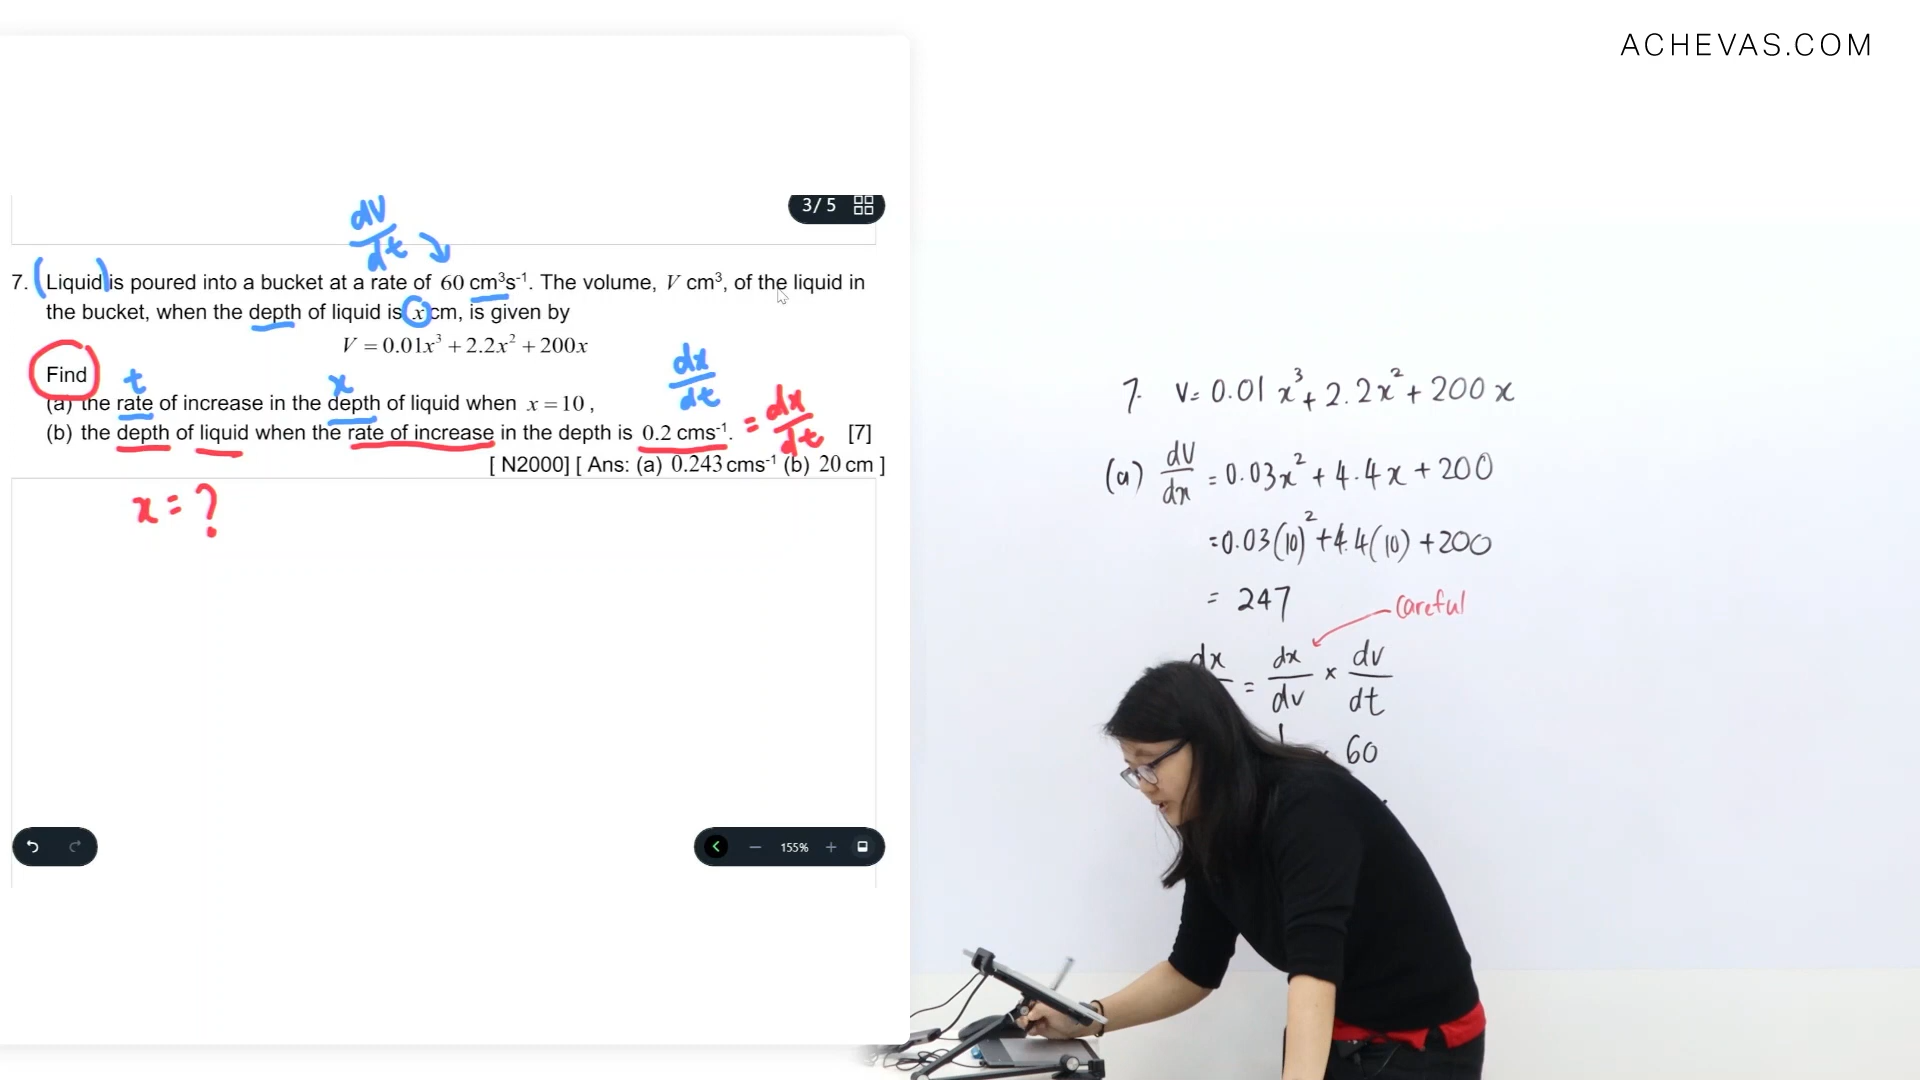 ACHEVAS.COM
3/ 5
dV
dt
7. Liquid is poured into a bucket at a rate of 60 cm³s⁻¹. The volume, V cm³, of the liquid in
the bucket, when the depth of liquid is x cm, is given by
V = 0.01x³ + 2.2x² + 200x
Find
t
x
dx
dt
(a) the rate of increase in the depth of liquid when x = 10 ,
(b) the depth of liquid when the rate of increase in the depth is 0.2 cms⁻¹. [7]
= dx
dt
[ N2000] [ Ans: (a) 0.243 cms⁻¹ (b) 20 cm ]
x = ?
155%
7. V = 0.01 x³ + 2.2x² + 200 x
(a) dV/dx = 0.03x² + 4.4x + 200
= 0.03(10)² + 4.4(10) + 200
= 247
Careful
dx = dx/dv × dv/dt
60